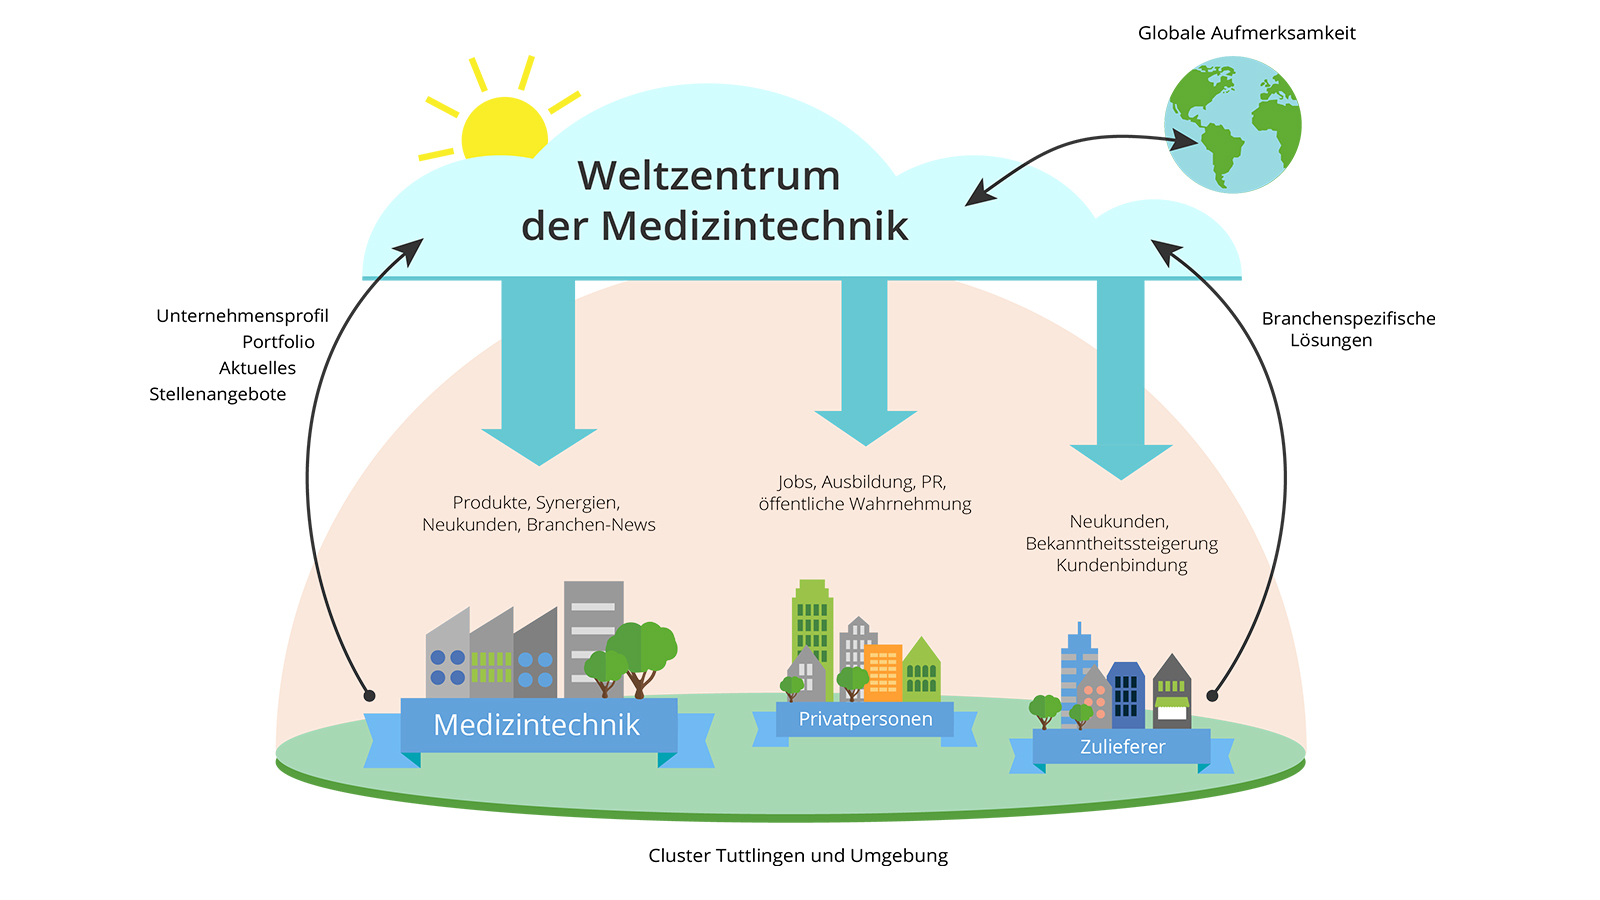 Globale Aufmerksamkeit
Weltzentrum
der Medizintechnik
Unternehmensprofil
Portfolio
Aktuelles
Stellenangebote
Branchenspezifische
Lösungen
Produkte, Synergien,
Neukunden, Branchen-News
Jobs, Ausbildung, PR,
öffentliche Wahrnehmung
Neukunden,
Bekanntheitssteigerung
Kundenbindung
Medizintechnik
Privatpersonen
Zulieferer
Cluster Tuttlingen und Umgebung